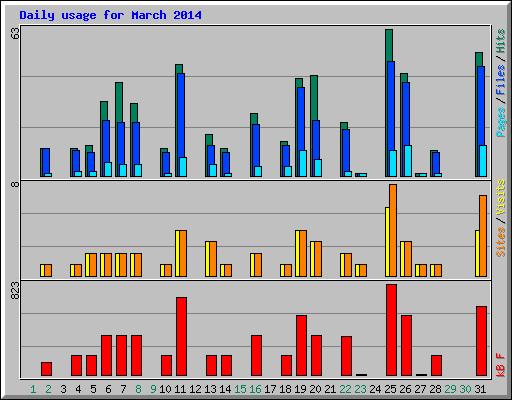 Daily usage for March 2014
63
Pages / Files / Hits
8
Sites / Visits
823
kB F
1 2 3 4 5 6 7 8 9 10 11 12 13 14 15 16 17 18 19 20 21 22 23 24 25 26 27 28 29 30 31